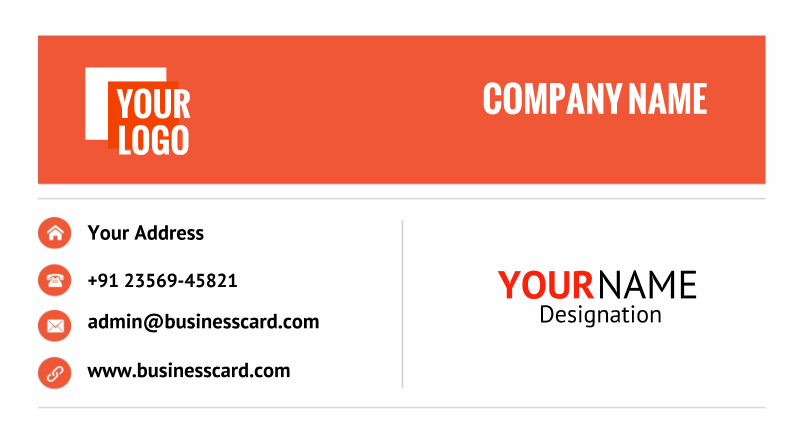 YOUR
LOGO
COMPANY NAME
Your Address
+91 23569-45821
admin@businesscard.com
www.businesscard.com
YOURNAME
Designation